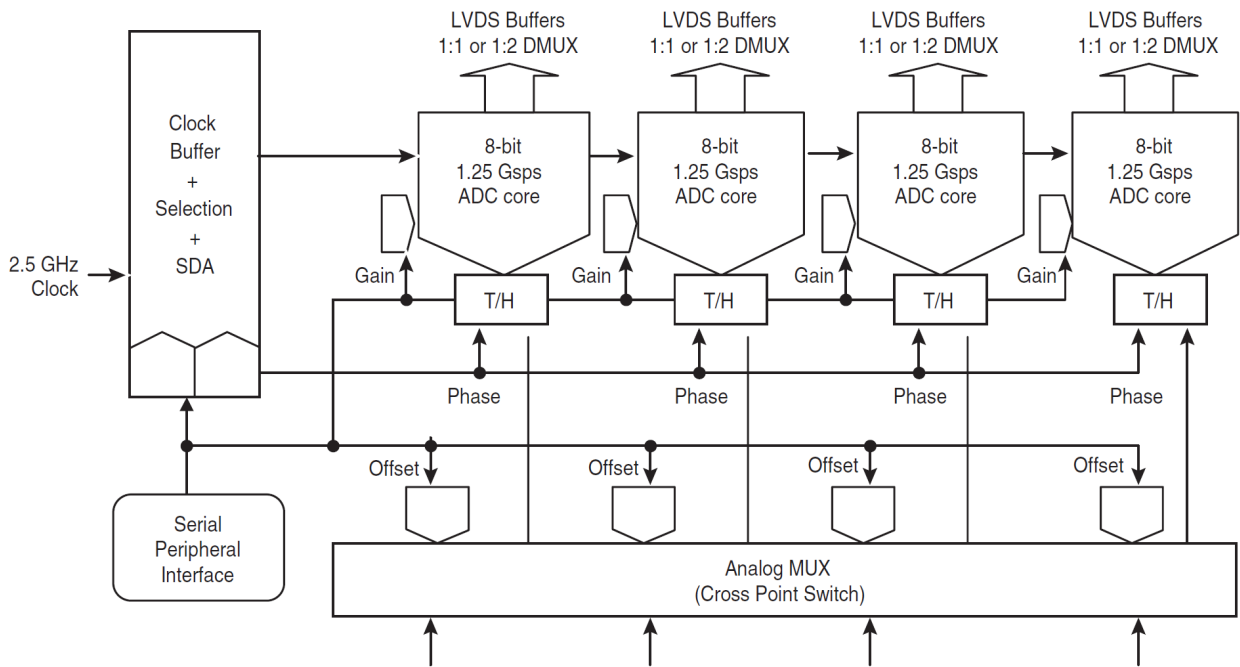 LVDS Buffers
1:1 or 1:2 DMUX
LVDS Buffers
1:1 or 1:2 DMUX
LVDS Buffers
1:1 or 1:2 DMUX
LVDS Buffers
1:1 or 1:2 DMUX
Clock
Buffer
+
Selection
+
SDA
2.5 GHz
Clock
8-bit
1.25 Gsps
ADC core
8-bit
1.25 Gsps
ADC core
8-bit
1.25 Gsps
ADC core
8-bit
1.25 Gsps
ADC core
Gain
Gain
Gain
Gain
T/H
T/H
T/H
T/H
Phase
Phase
Phase
Phase
Offset
Offset
Offset
Offset
Serial
Peripheral
Interface
Analog MUX
(Cross Point Switch)